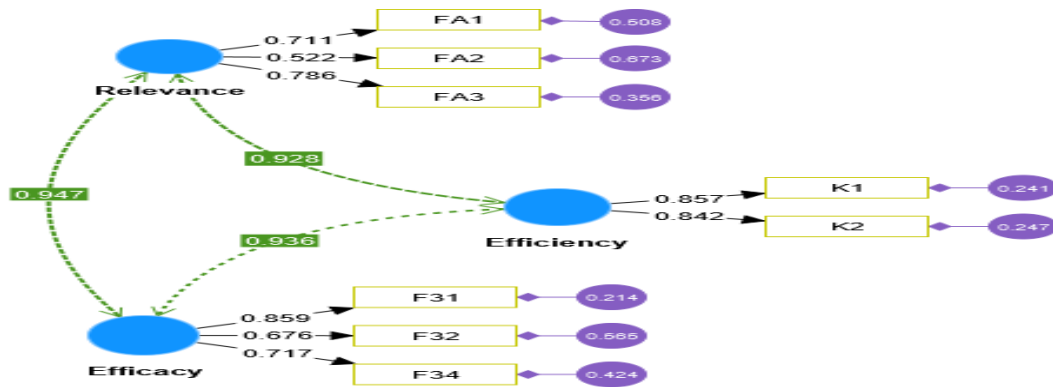 FA1
0.508
0.711
FA2
0.673
0.522
0.786
FA3
0.356
Relevance
0.928
0.947
K1
0.241
0.857
0.842
K2
0.247
Efficiency
0.936
F31
0.214
0.859
F32
0.565
0.676
0.717
F34
0.424
Efficacy